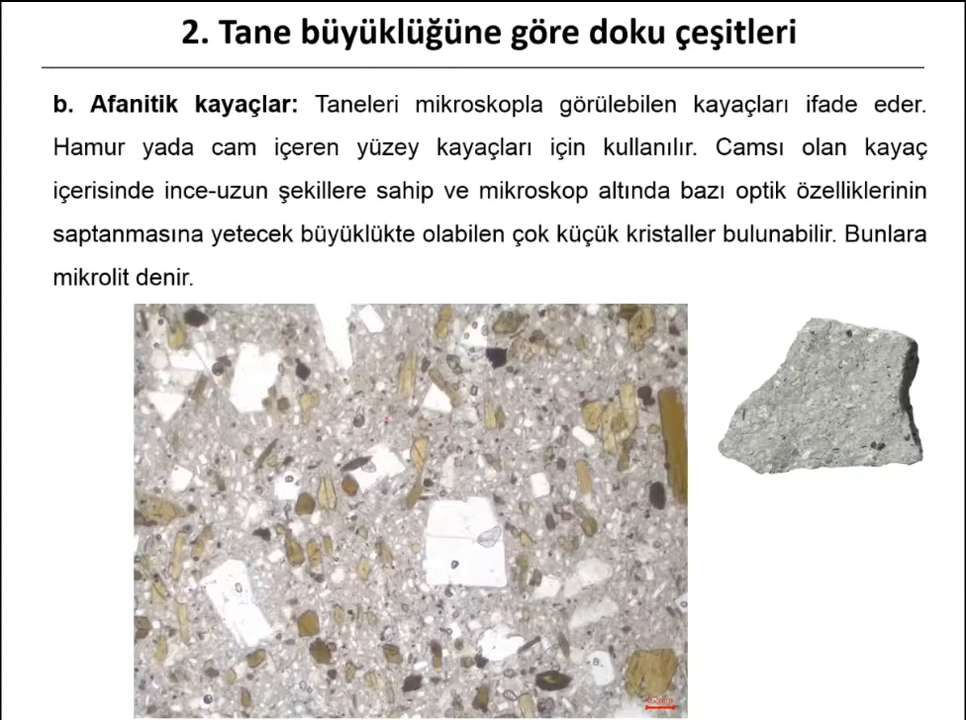 2. Tane büyüklüğüne göre doku çeşitleri
b. Afanitik kayaçlar: Taneleri mikroskopla görülebilen kayaçları ifade eder.
Hamur yada cam içeren yüzey kayaçları için kullanılır. Camsı olan kayaç
içerisinde ince-uzun şekillere sahip ve mikroskop altında bazı optik özelliklerinin
saptanmasına yetecek büyüklükte olabilen çok küçük kristaller bulunabilir. Bunlara
mikrolit denir.